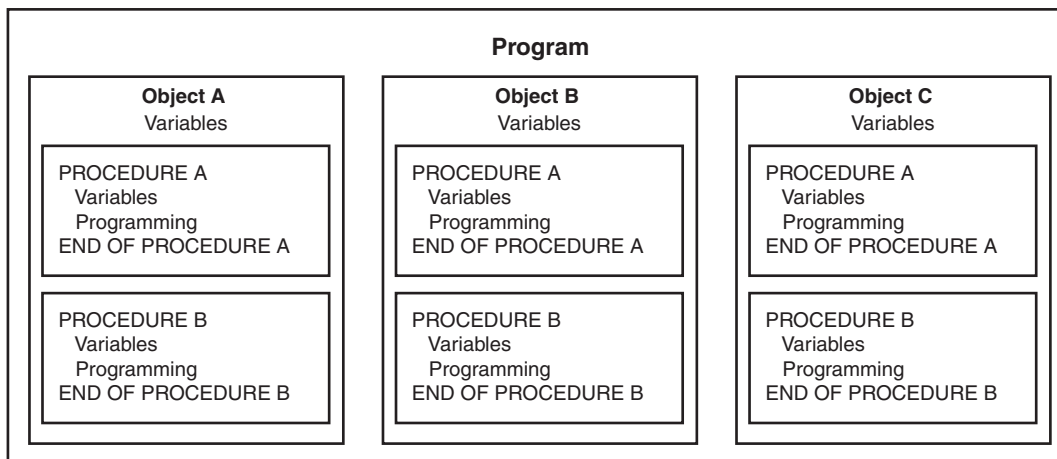 Program
Object A
Variables
PROCEDURE A
Variables
Programming
END OF PROCEDURE A
PROCEDURE B
Variables
Programming
END OF PROCEDURE B
Object B
Variables
PROCEDURE A
Variables
Programming
END OF PROCEDURE A
PROCEDURE B
Variables
Programming
END OF PROCEDURE B
Object C
Variables
PROCEDURE A
Variables
Programming
END OF PROCEDURE A
PROCEDURE B
Variables
Programming
END OF PROCEDURE B